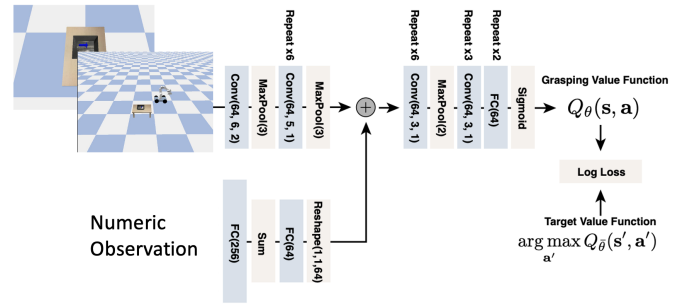 Repeat x6
Conv(64, 6, 2)
MaxPool(3)
Conv(64, 5, 1)
MaxPool(3)
+
Repeat x6
Repeat x3
Repeat x2
Conv(64, 3, 1)
MaxPool(2)
Conv(64, 3, 1)
FC(64)
Sigmoid
Grasping Value Function
Q_θ(s, a)
Log Loss
Target Value Function
arg max Q_θ̄(s′, a′)
a′
Numeric
Observation
FC(256)
Sum
FC(64)
Reshape(1,1,64)